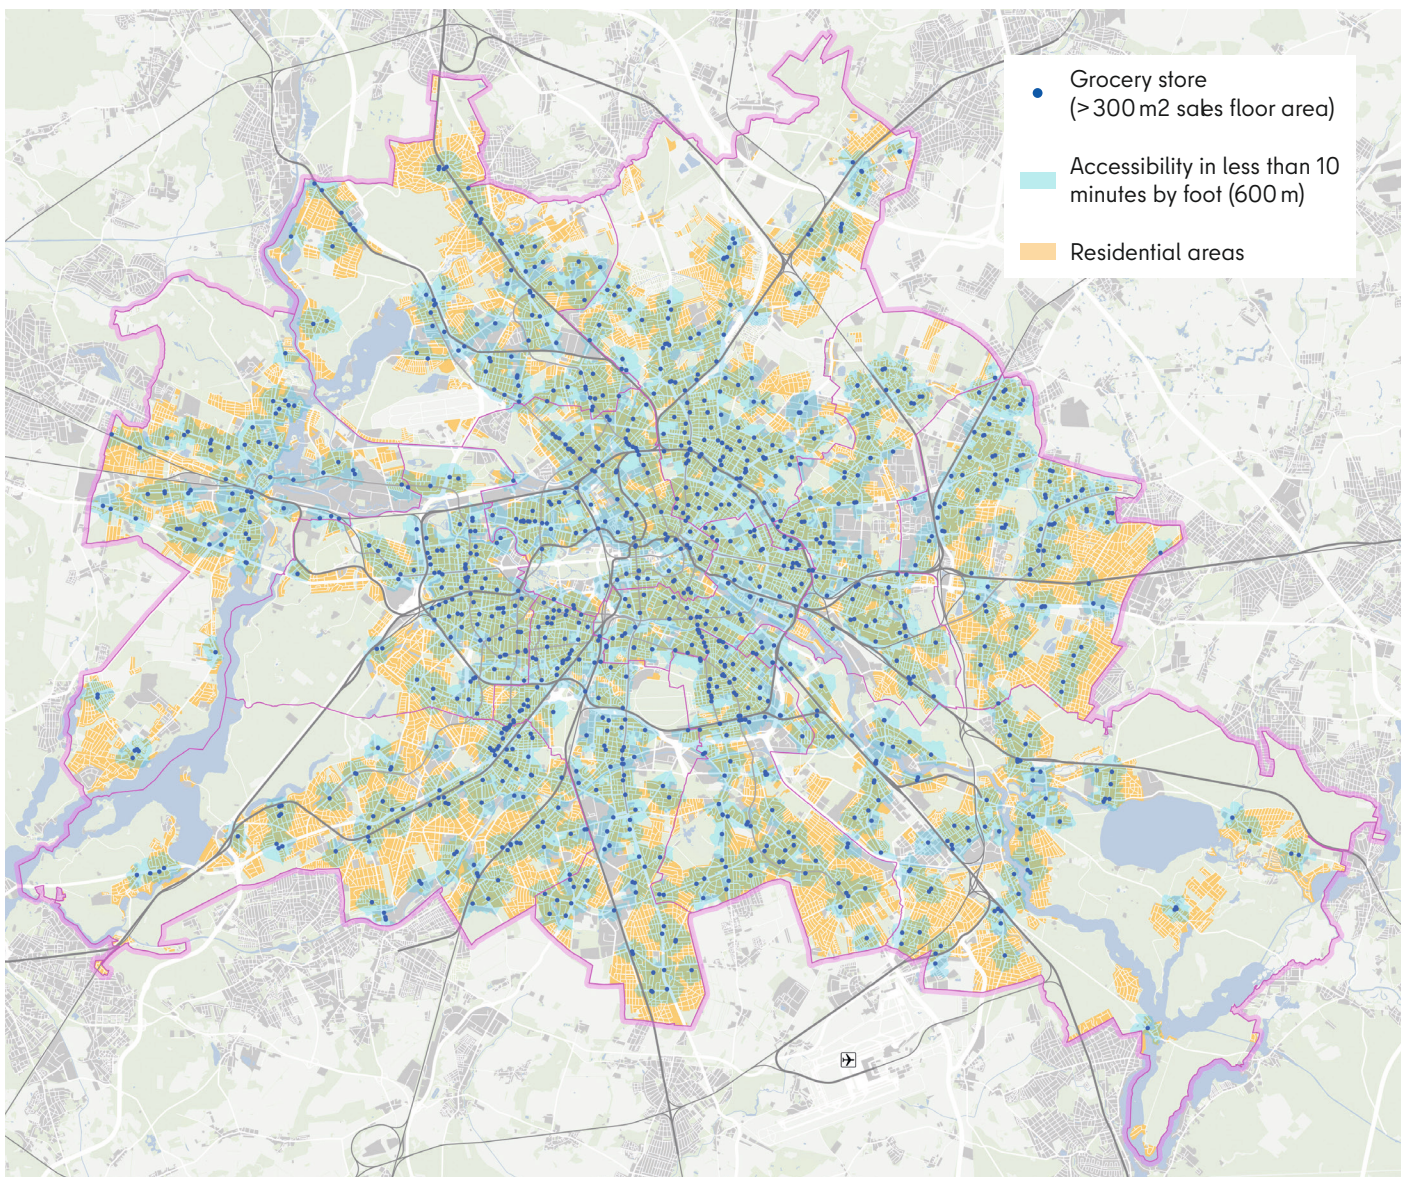 Grocery store
(> 300 m2 sales floor area)
Accessibility in less than 10
minutes by foot (600 m)
Residential areas